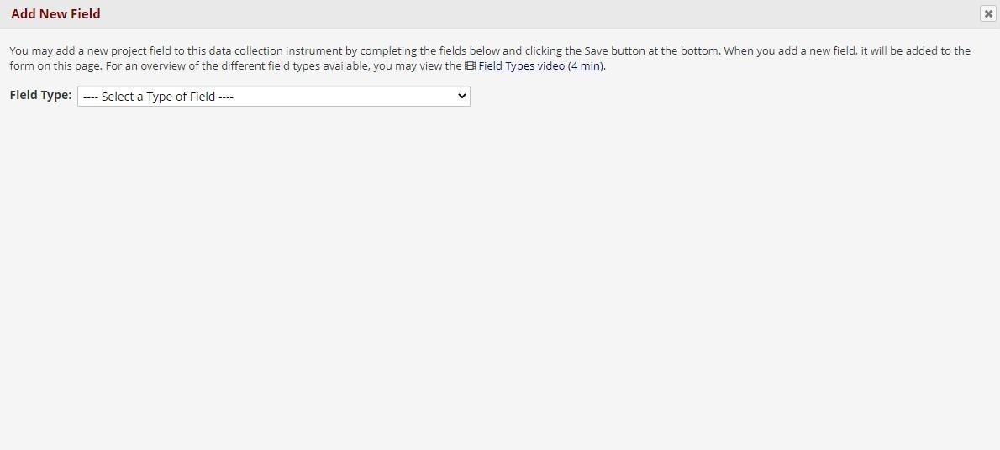 Add New Field
You may add a new project field to this data collection instrument by completing the fields below and clicking the Save button at the bottom. When you add a new field, it will be added to the
form on this page. For an overview of the different field types available, you may view the Field Types video (4 min).
Field Type: ---- Select a Type of Field ----